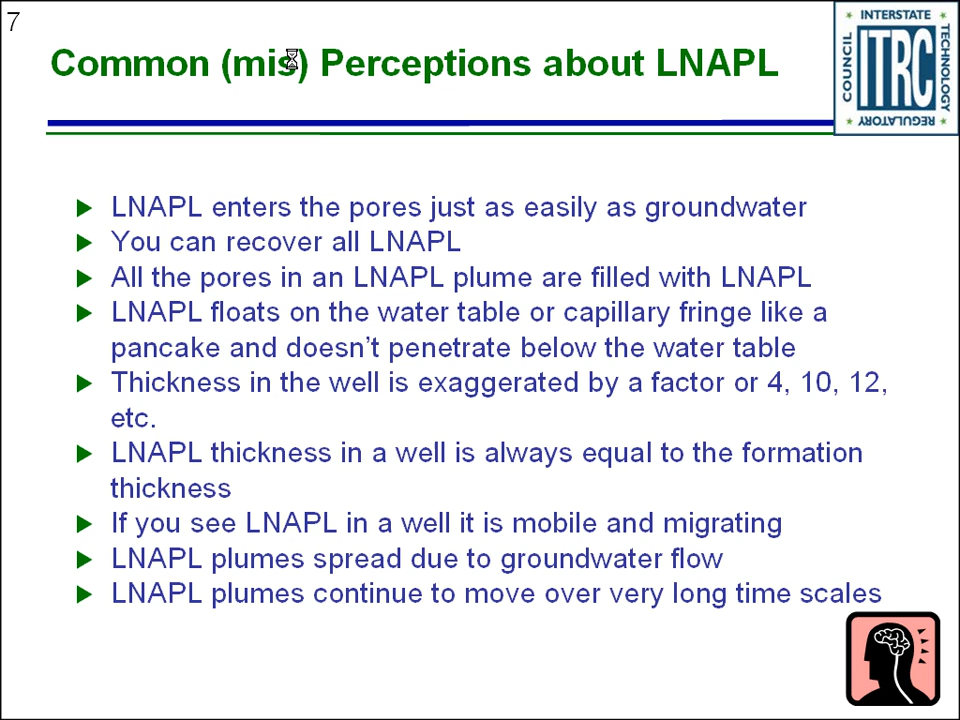 7
Common (mis) Perceptions about LNAPL
INTERSTATE
COUNCIL
ITRC
TECHNOLOGY
REGULATORY
LNAPL enters the pores just as easily as groundwater
You can recover all LNAPL
All the pores in an LNAPL plume are filled with LNAPL
LNAPL floats on the water table or capillary fringe like a
pancake and doesn't penetrate below the water table
Thickness in the well is exaggerated by a factor or 4, 10, 12,
etc.
LNAPL thickness in a well is always equal to the formation
thickness
If you see LNAPL in a well it is mobile and migrating
LNAPL plumes spread due to groundwater flow
LNAPL plumes continue to move over very long time scales